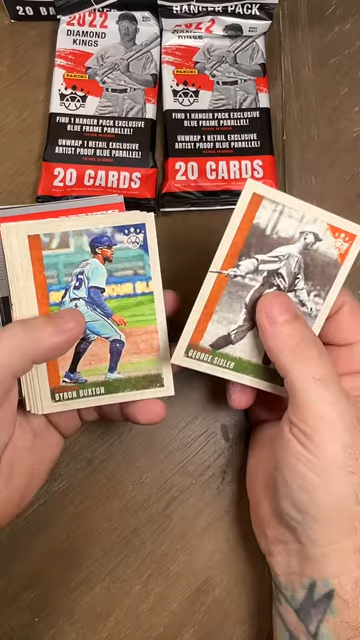 20 BA
HANGER PACK
2022
DIAMOND
KINGS
PANINI
FIND 1 HANGER PACK EXCLUSIVE
BLUE FRAME PARALLEL!
UNWRAP 1 RETAIL EXCLUSIVE
ARTIST PROOF BLUE PARALLEL!
20 CARDS
2022
KINGS
PANINI
FIND 1 HANGER PACK EXCLUSIVE
BLUE FRAME PARALLEL!
UNWRAP 1 RETAIL EXCLUSIVE
ARTIST PROOF BLUE PARALLEL!
20 CARDS
BYRON BUXTON
GEORGE SISLER